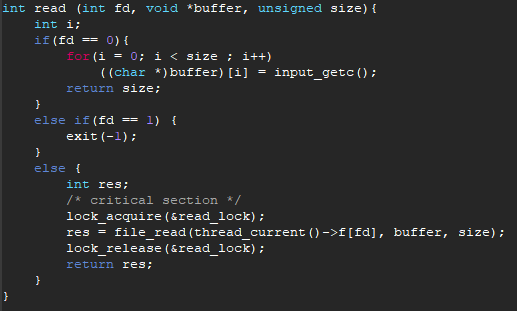 int read (int fd, void *buffer, unsigned size){
    int i;
    if(fd == 0){
        for(i = 0; i < size ; i++)
            ((char *)buffer)[i] = input_getc();
        return size;
    }
    else if(fd == 1) {
        exit(-1);
    }
    else {
        int res;
        /* critical section */
        lock_acquire(&read_lock);
        res = file_read(thread_current()->f[fd], buffer, size);
        lock_release(&read_lock);
        return res;
    }
}